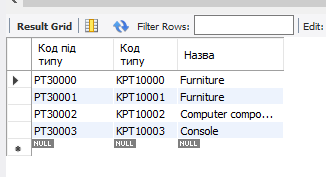 Result Grid Filter Rows: Edit:
Код під типу Код типу Назва
PT30000 KPT10000 Furniture
PT30001 KPT10001 Furniture
PT30002 KPT10002 Computer compo...
PT30003 KPT10003 Console
NULL NULL NULL